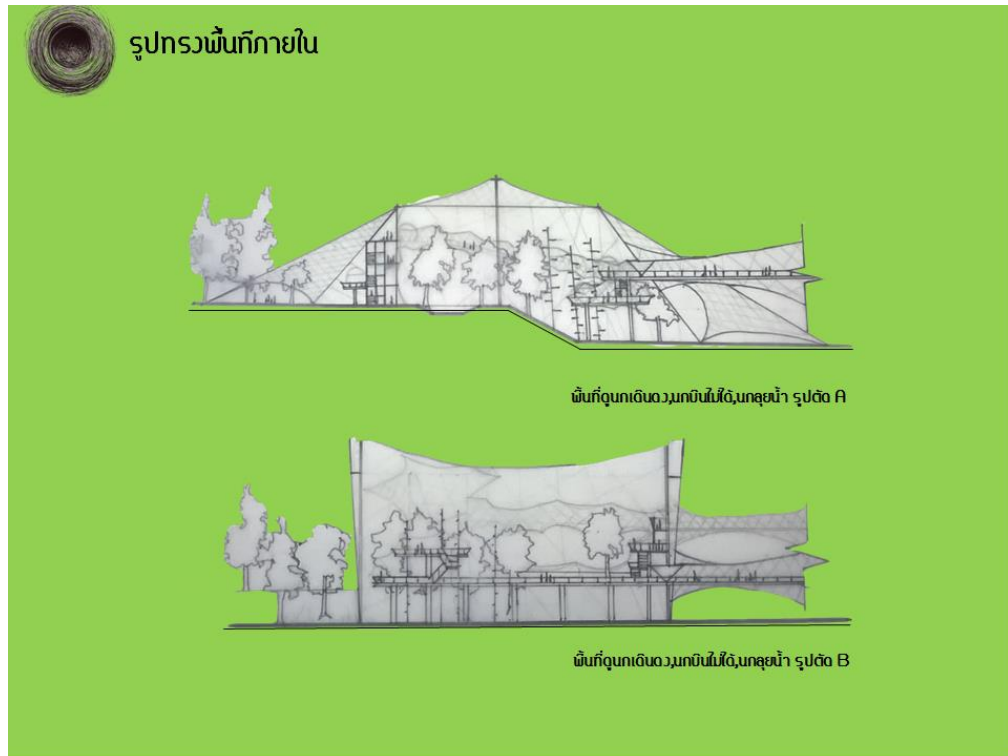 รูปทรงพื้นที่ภายใน
พื้นที่ดูนกเดินดง,นกบินไม่ได้,นกลุยน้ำ รูปตัด A
พื้นที่ดูนกเดินดง,นกบินไม่ได้,นกลุยน้ำ รูปตัด B